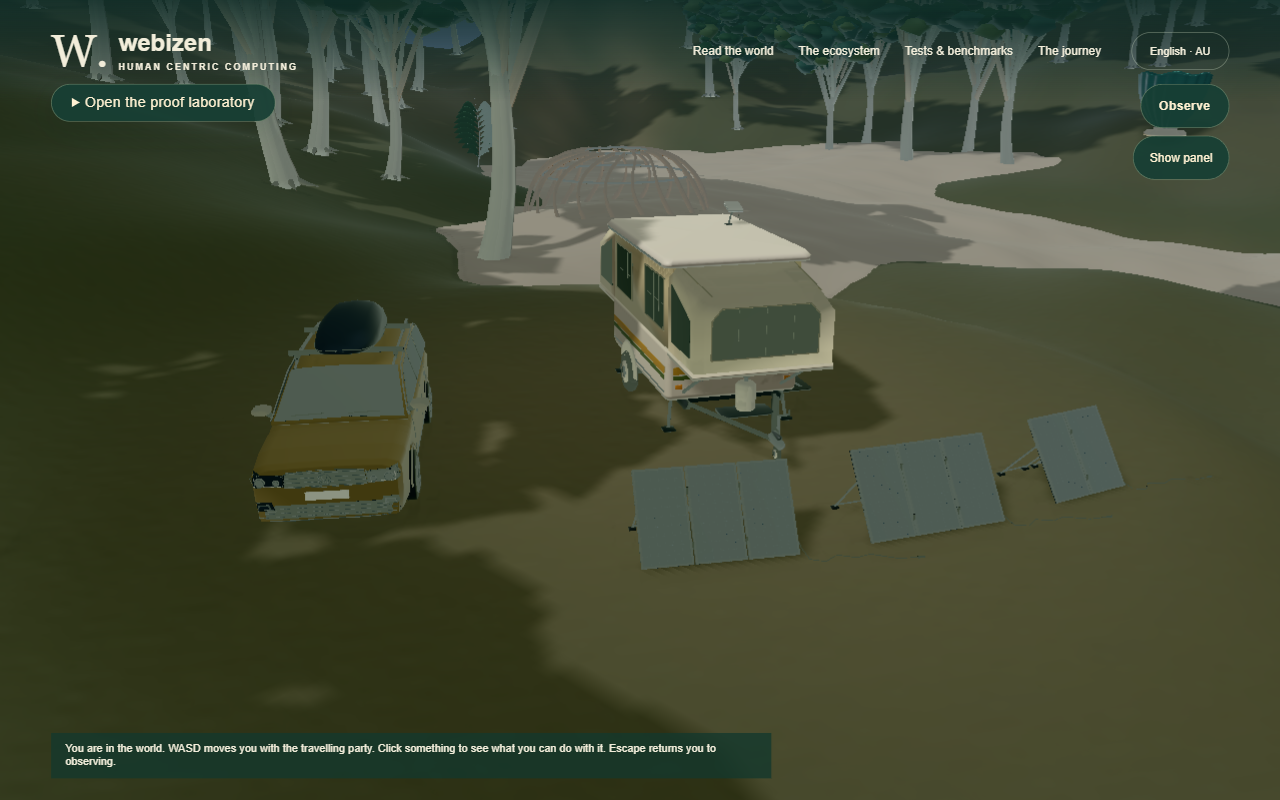 W. webizen
HUMAN CENTRIC COMPUTING
Read the world
The ecosystem
Tests & benchmarks
The journey
English · AU
▶ Open the proof laboratory
Observe
Show panel
You are in the world. WASD moves you with the travelling party. Click something to see what you can do with it. Escape returns you to
observing.